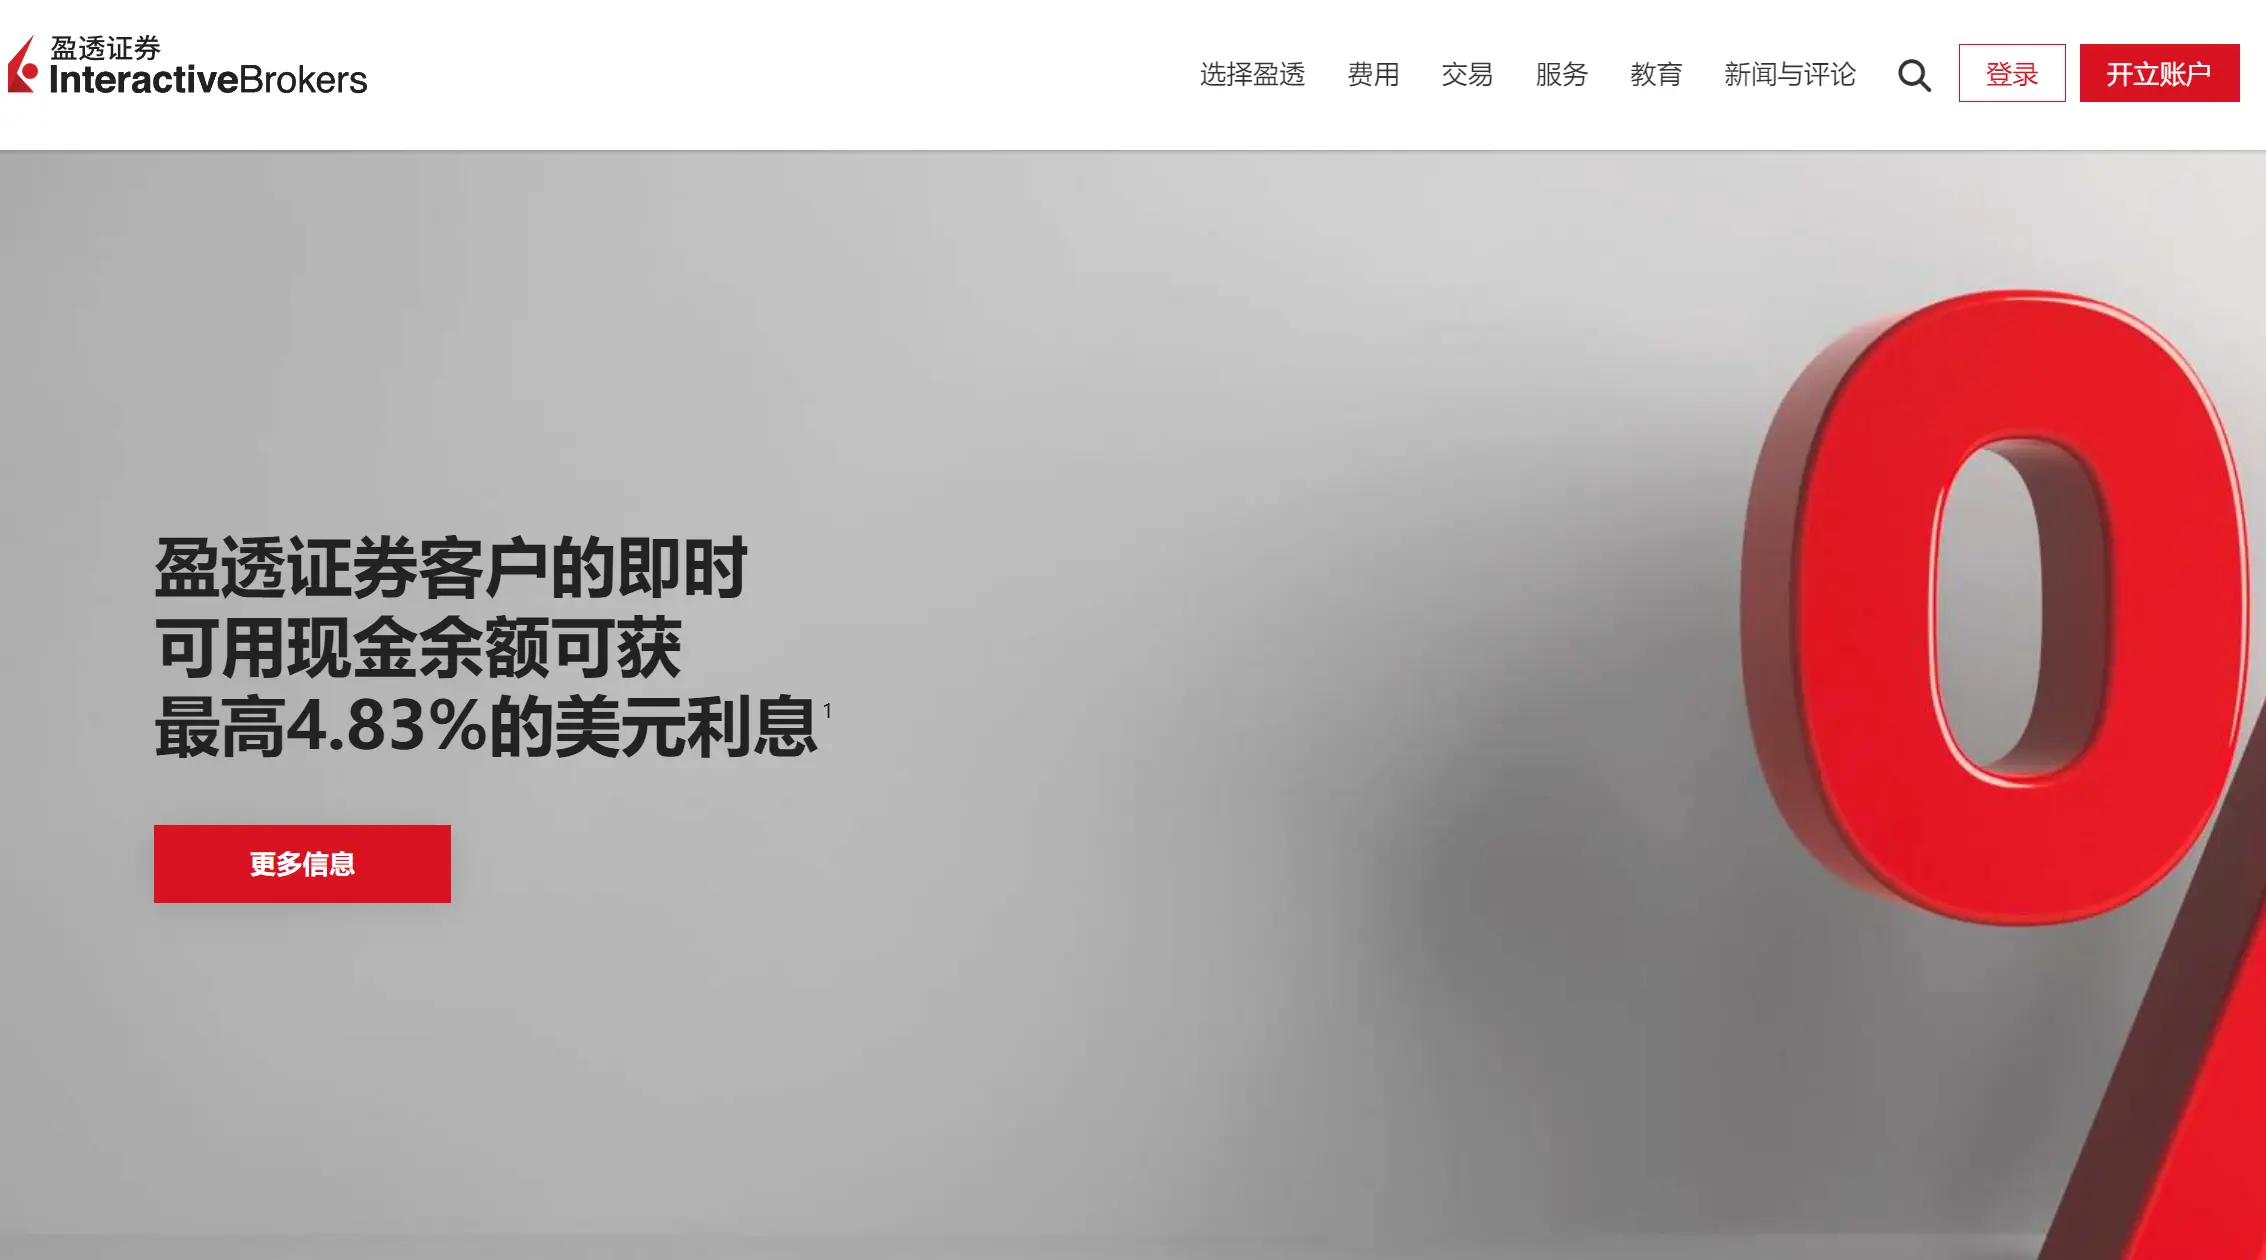 盈透证券
InteractiveBrokers
选择盈透 费用 交易 服务 教育 新闻与评论 登录 开立账户
盈透证券客户的即时
可用现金余额可获
最高4.83%的美元利息1
更多信息